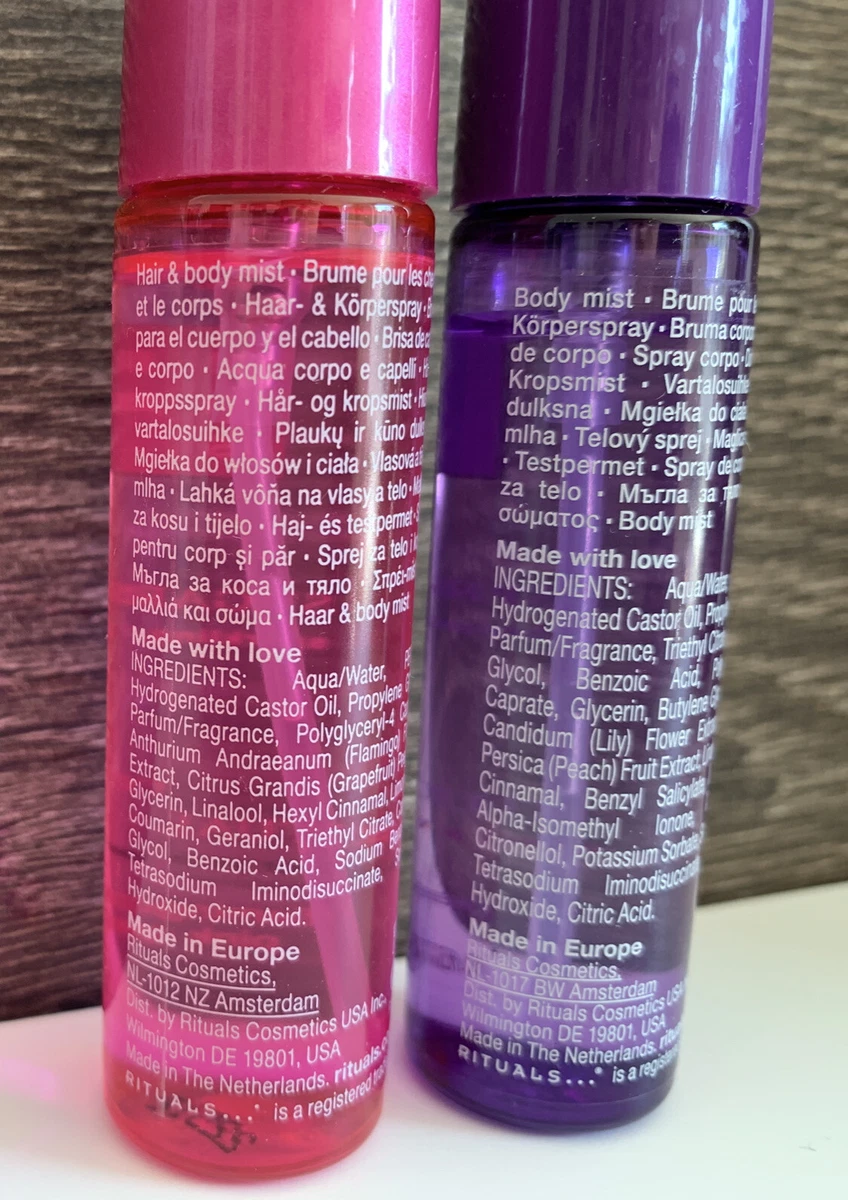 Hair & body mist · Brume pour les
et le corps · Haar- & Körperspray ·
para el cuerpo y el cabello · Brisa de
e corpo · Acqua corpo e capelli ·
kroppsspray · Hår- og kropsmist ·
vartalosuihke · Plaukų ir kūno
Mgiełka do włosów i ciała · Vlasová a
mlha · Lahká vôňa na vlasy a telo ·
za kosu i tijelo · Haj- és testpermet ·
pentru corp și păr · Sprej za telo i
Мъгла за коса и тяло ·
μαλλιά και σώμα · Haar & body mist
Made with love
INGREDIENTS: Aqua/Water,
Hydrogenated Castor Oil, Propylene
Parfum/Fragrance, Polyglyceryl-4
Anthurium Andraeanum (Flamingo
Extract, Citrus Grandis (Grapefruit)
Glycerin, Linalool, Hexyl Cinnamal,
Coumarin, Geraniol, Triethyl Citrate,
Glycol, Benzoic Acid, Sodium
Tetrasodium Iminodisuccinate,
Hydroxide, Citric Acid.
Made in Europe
Rituals Cosmetics,
NL-1012 NZ Amsterdam
Dist. by Rituals Cosmetics USA Inc.
Wilmington DE 19801, USA
Made in The Netherlands.
RITUALS...® is a registered
Body mist · Brume pour
Körperspray · Bruma
de corpo · Spray corpo ·
Kropsmist ·
dulksna · Mgiełka do
mlha · Telový sprej ·
· Testpermet · Spray de
za telo · Мъгла за
σώματος · Body mist
Made with love
INGREDIENTS: Aqua/Water,
Hydrogenated Castor Oil,
Parfum/Fragrance, Triethyl
Glycol, Benzoic Acid,
Caprate, Glycerin, Butylene
Candidum (Lily) Flower
Persica (Peach) Fruit Extract,
Cinnamal, Benzyl Salicylate,
Alpha-Isomethyl Ionone,
Citronellol, Potassium Sorbate,
Tetrasodium Iminodisuccinate
Hydroxide, Citric Acid.
Made in Europe
Rituals Cosmetics,
NL-1017 BW Amsterdam
Dist. by Rituals Cosmetics USA
Wilmington DE 19801, USA
Made in The Netherlands.
RITUALS...® is a registered